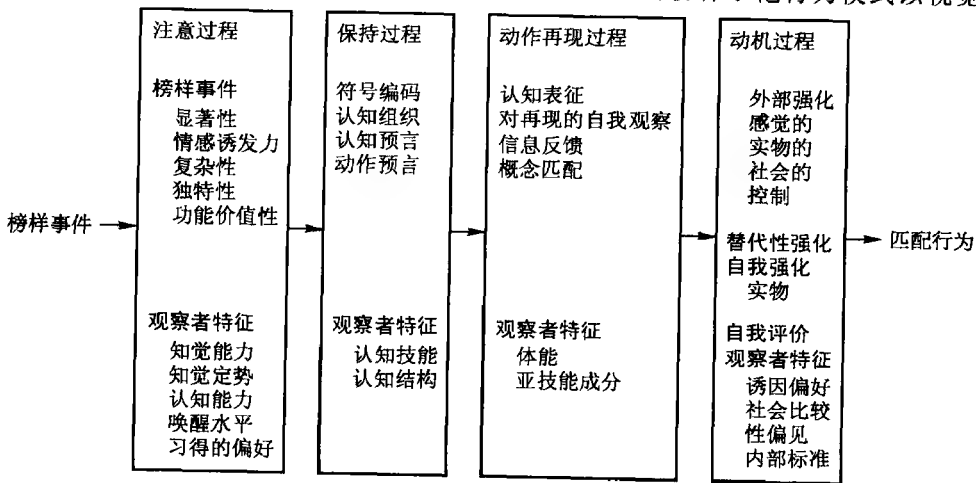 行为模式以视觉
榜样事件
注意过程
榜样事件
显著性
情感诱发力
复杂性
独特性
功能价值性
观察者特征
知觉能力
知觉定势
认知能力
唤醒水平
习得的偏好
保持过程
符号编码
认知组织
认知预言
动作预言
观察者特征
认知技能
认知结构
动作再现过程
认知表征
对再现的自我观察
信息反馈
概念匹配
观察者特征
体能
亚技能成分
动机过程
外部强化
感觉的
实物的
社会的
控制
替代性强化
自我强化
实物
自我评价
观察者特征
诱因偏好
社会比较
性偏见
内部标准
匹配行为